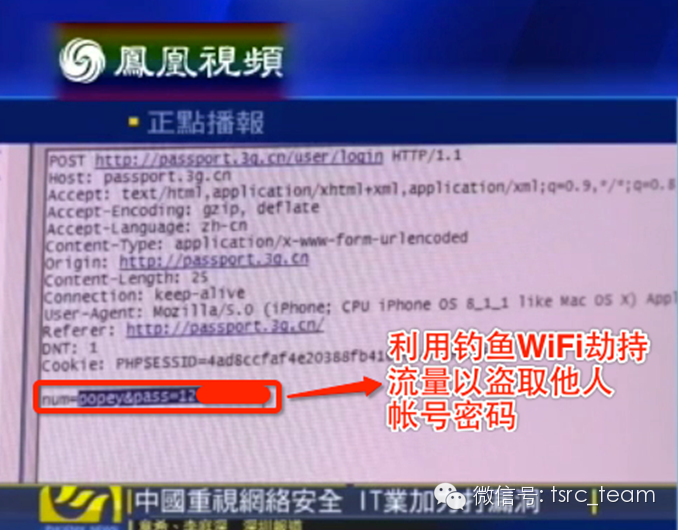 鳳凰視頻
正點播報
POST http://passport.3g.cn/user/login HTTP/1.1
Host: passport.3g.cn
Accept: text/html,application/xhtml+xml,application/xml;q=0.9,*/*;q=0.8
Accept-Encoding: gzip, deflate
Accept-Language: zh-cn
Content-Type: application/x-www-form-urlencoded
Origin: http://passport.3g.cn
Content-Length: 25
Connection: keep-alive
User-Agent: Mozilla/5.0 (iPhone; CPU iPhone OS 8_1_1 like Mac OS X) Appl
Referer: http://passport.3g.cn/
DNT: 1
Cookie: PHPSESSID=4ad8ccfaf4e20388fb41
num=popey&pass=12
利用钓鱼WiFi劫持
流量以盗取他人
帐号密码
微信号: tsrc_team
中國重視網絡安全 IT業加